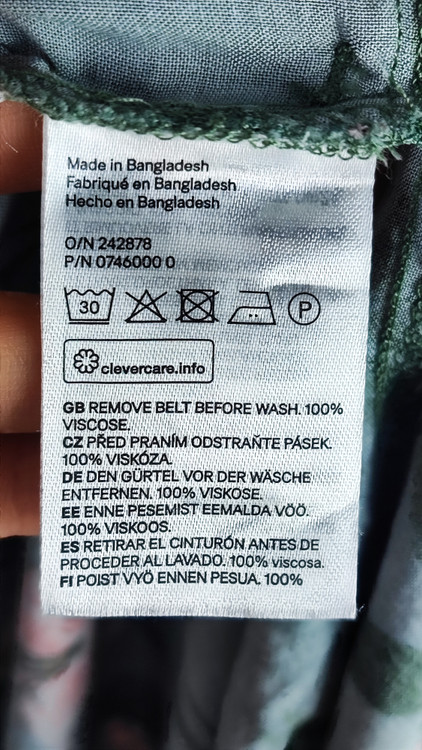 Made in Bangladesh
Fabriqué en Bangladesh
Hecho en Bangladesh
O/N 242878
P/N 0746000 0
30
P
clevercare.info
GB REMOVE BELT BEFORE WASH. 100%
VISCOSE.
CZ PŘED PRANÍM ODSTRAŇTE PÁSEK.
100% VISKÓZA.
DE DEN GÜRTEL VOR DER WÄSCHE
ENTFERNEN. 100% VISKOSE.
EE ENNE PESEMIST EEMALDA VÖÖ.
100% VISKOOS.
ES RETIRAR EL CINTURÓN ANTES DE
PROCEDER AL LAVADO. 100% viscosa.
FI POIST VYÖ ENNEN PESUA. 100%